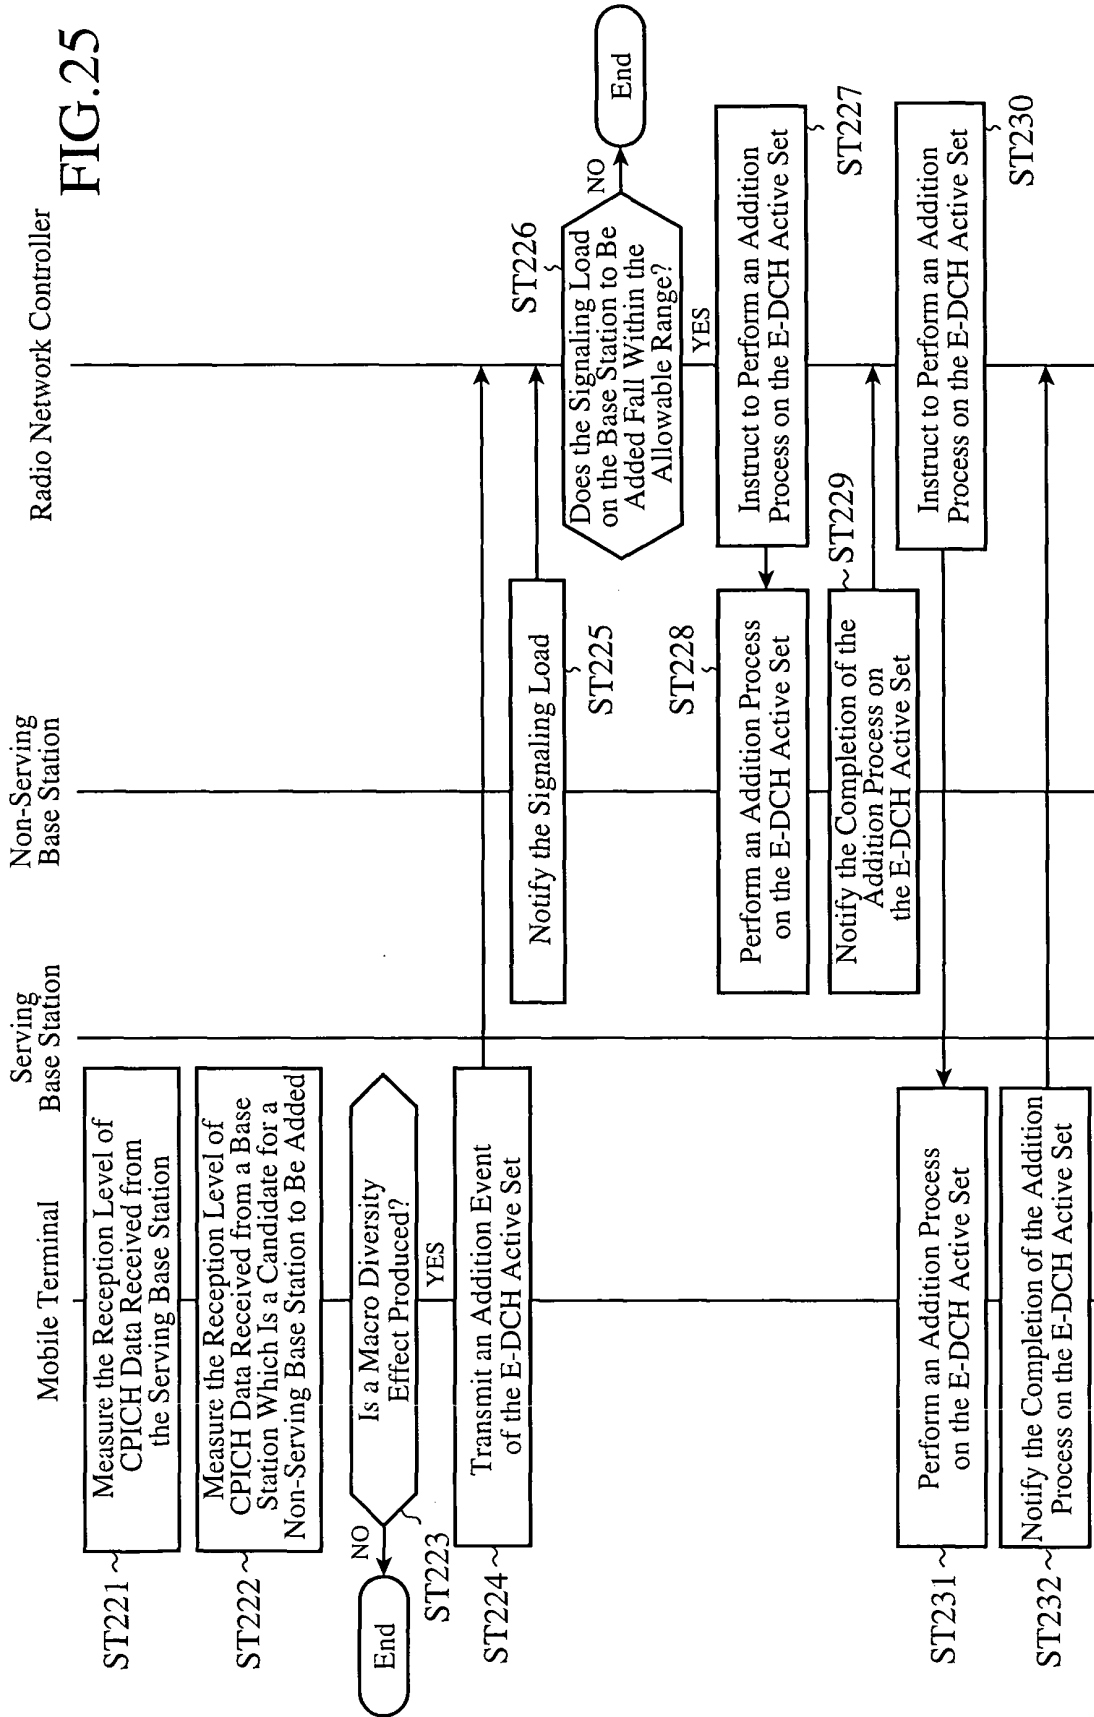 FIG.25
Mobile Terminal
Serving
Base Station
Non-Serving
Base Station
Radio Network Controller
ST221
Measure the Reception Level of
CPICH Data Received from
the Serving Base Station
ST222
Measure the Reception Level of
CPICH Data Received from a Base
Station Which Is a Candidate for a
Non-Serving Base Station to Be Added
Is a Macro Diversity
Effect Produced?
NO
End
ST223
YES
ST224
Transmit an Addition Event
of the E-DCH Active Set
Notify the Signaling Load
ST225
ST226
Does the Signaling Load
on the Base Station to Be
Added Fall Within the
Allowable Range?
NO
End
YES
Instruct to Perform an Addition
Process on the E-DCH Active Set
ST227
ST228
Perform an Addition Process
on the E-DCH Active Set
ST229
Notify the Completion of the
Addition Process on
the E-DCH Active Set
Instruct to Perform an Addition
Process on the E-DCH Active Set
ST230
ST231
Perform an Addition Process
on the E-DCH Active Set
ST232
Notify the Completion of the Addition
Process on the E-DCH Active Set